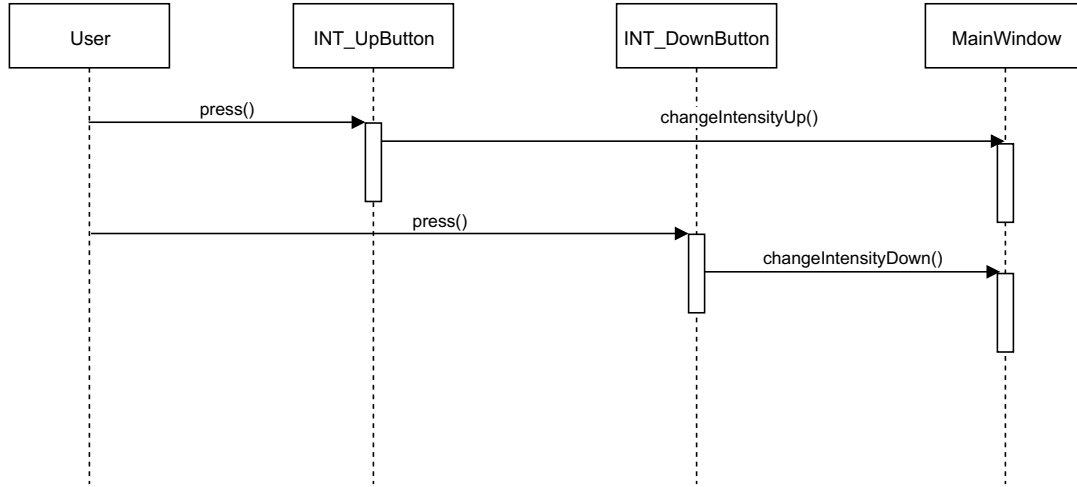 User
INT_UpButton
INT_DownButton
MainWindow
press()
changeIntensityUp()
press()
changeIntensityDown()